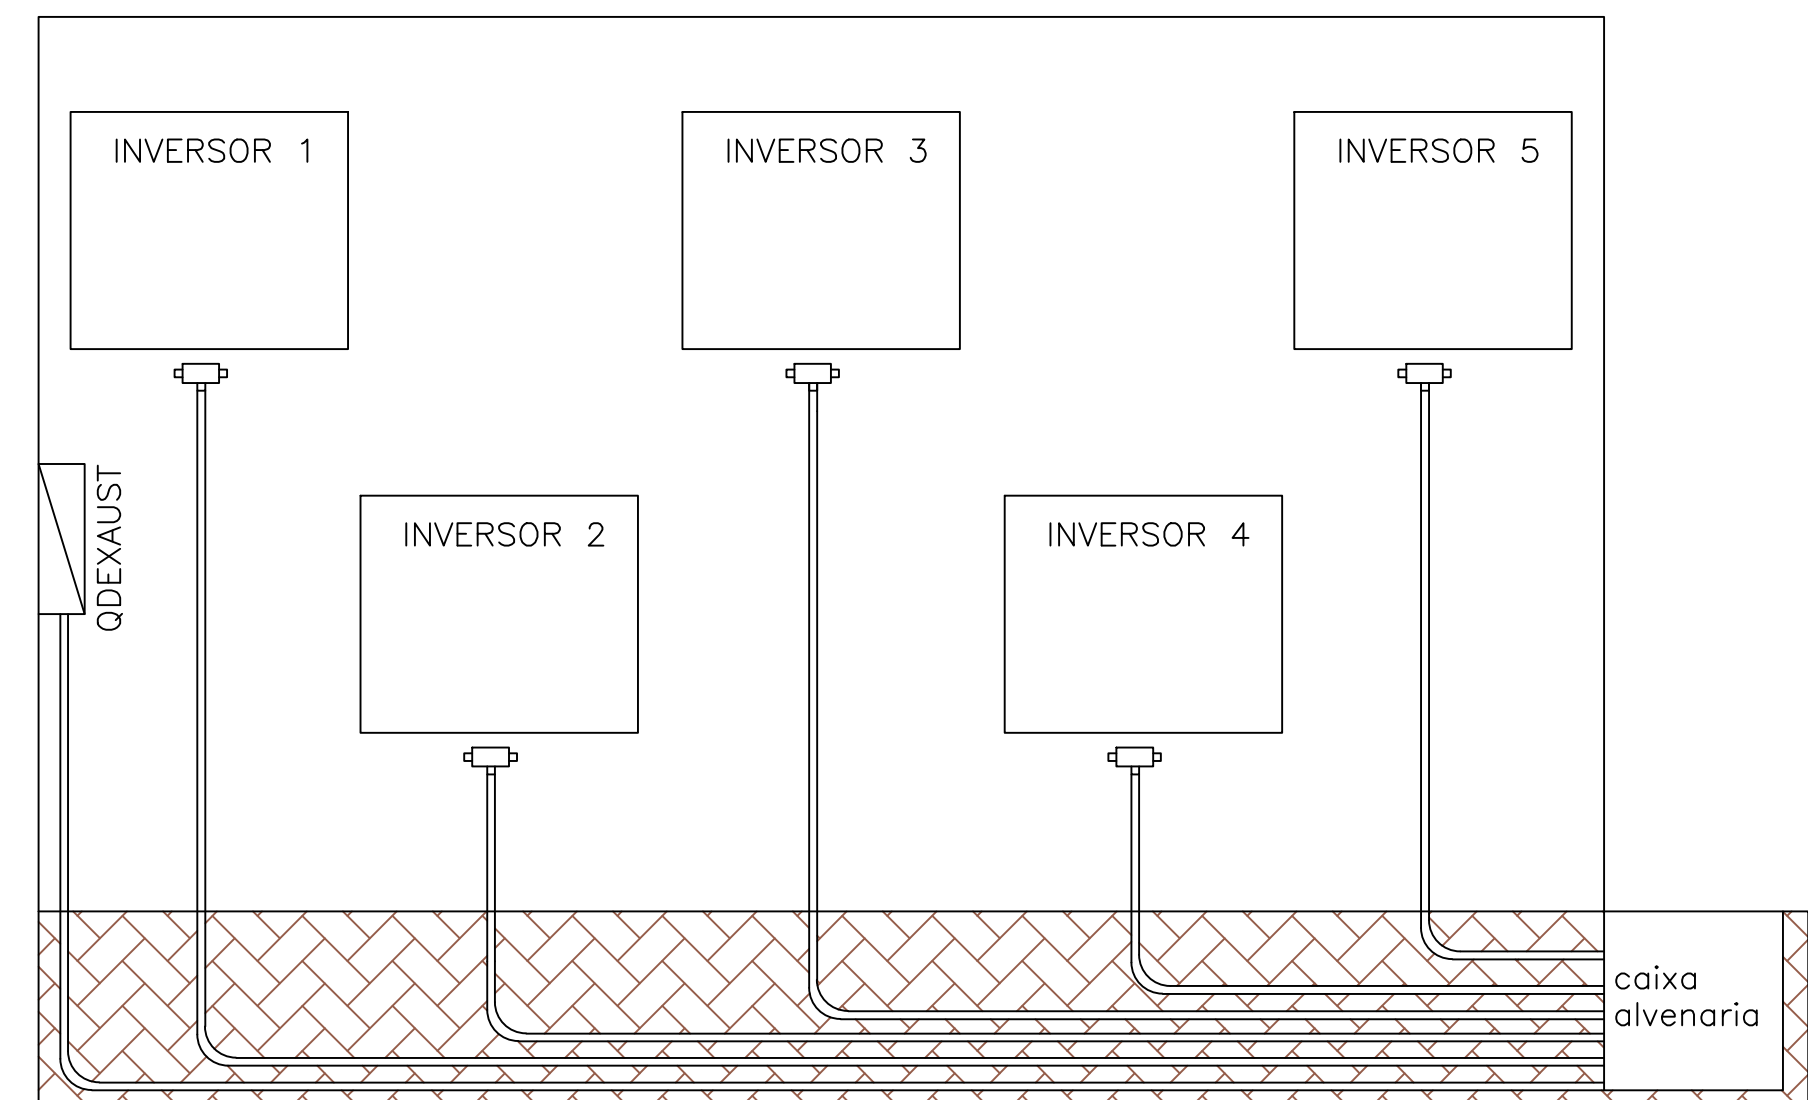 INVERSOR 1
INVERSOR 3
INVERSOR 5
QDEXAUST
INVERSOR 2
INVERSOR 4
caixa
alvenaria